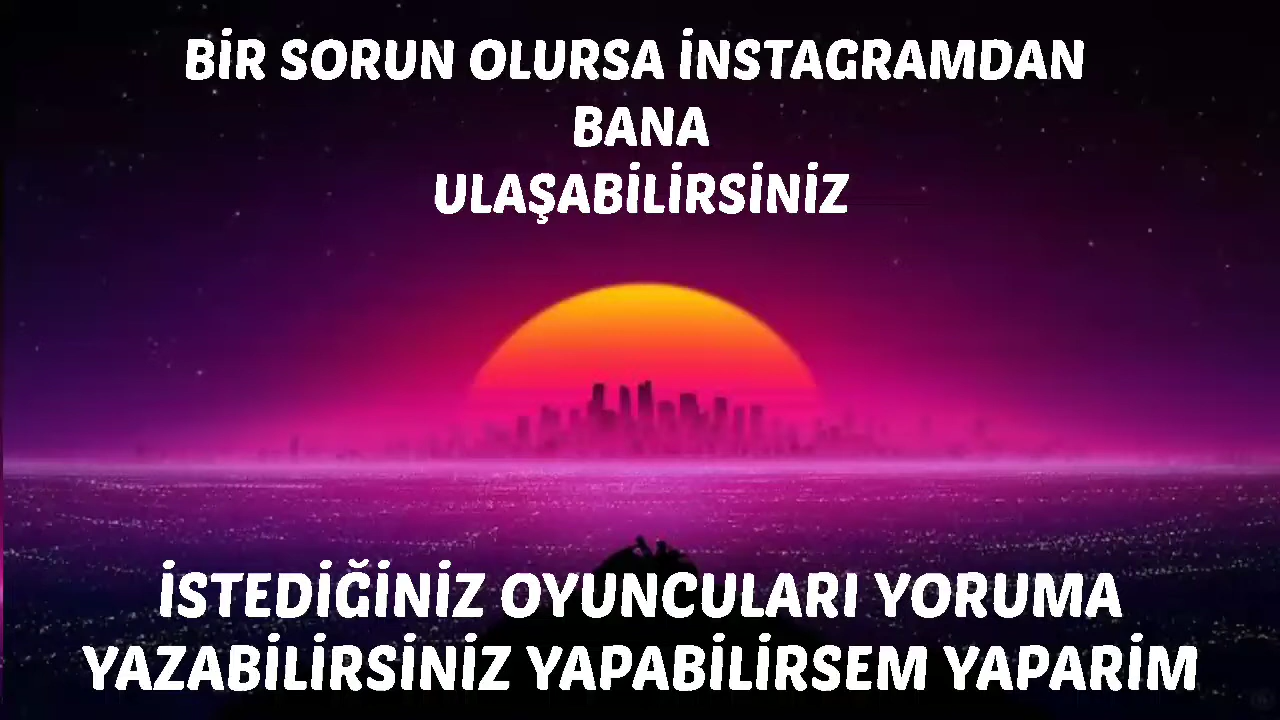 BİR SORUN OLURSA İNSTAGRAMDAN
BANA
ULAŞABİLİRSİNİZ
İSTEDİĞİNİZ OYUNCULARI YORUMA
YAZABİLİRSİNİZ YAPABİLİRSEM YAPARİM